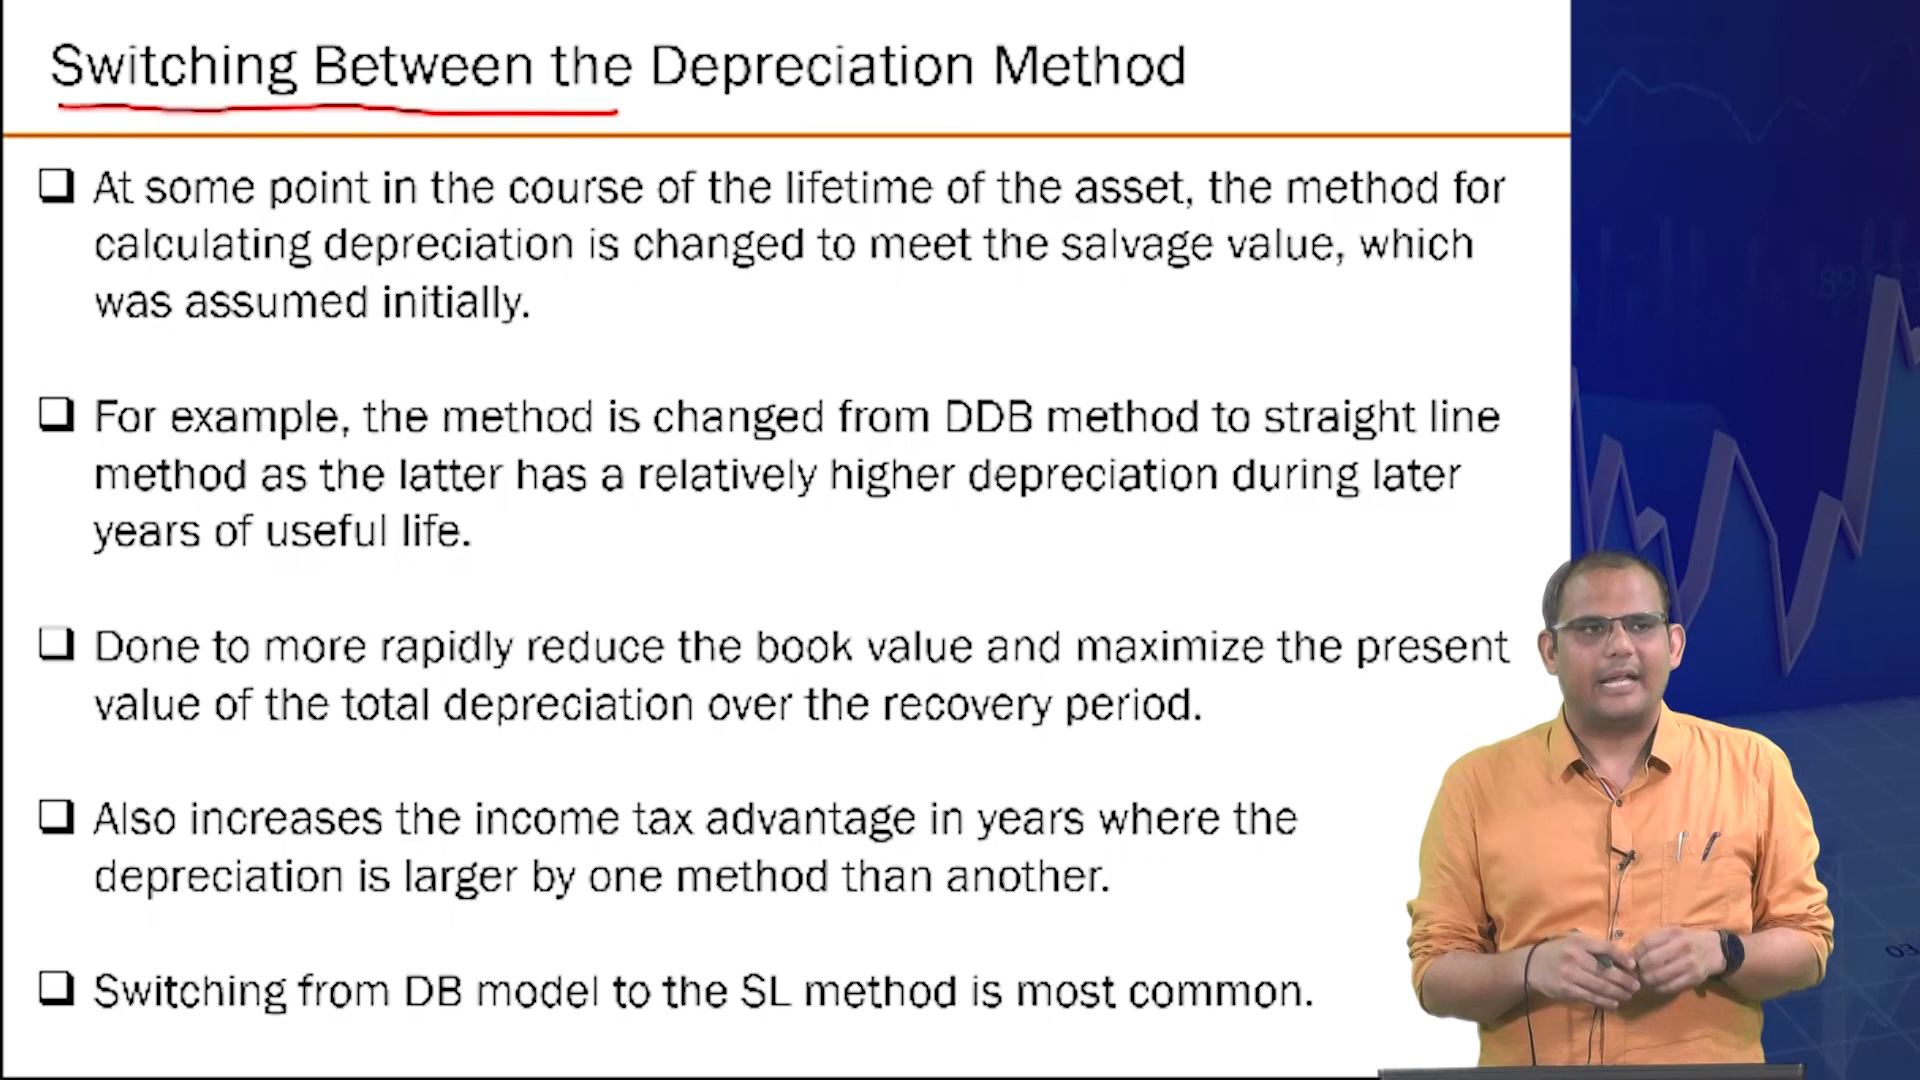 Switching Between the Depreciation Method
At some point in the course of the lifetime of the asset, the method for
calculating depreciation is changed to meet the salvage value, which
was assumed initially.
For example, the method is changed from DDB method to straight line
method as the latter has a relatively higher depreciation during later
years of useful life.
Done to more rapidly reduce the book value and maximize the present
value of the total depreciation over the recovery period.
Also increases the income tax advantage in years where the
depreciation is larger by one method than another.
Switching from DB model to the SL method is most common.